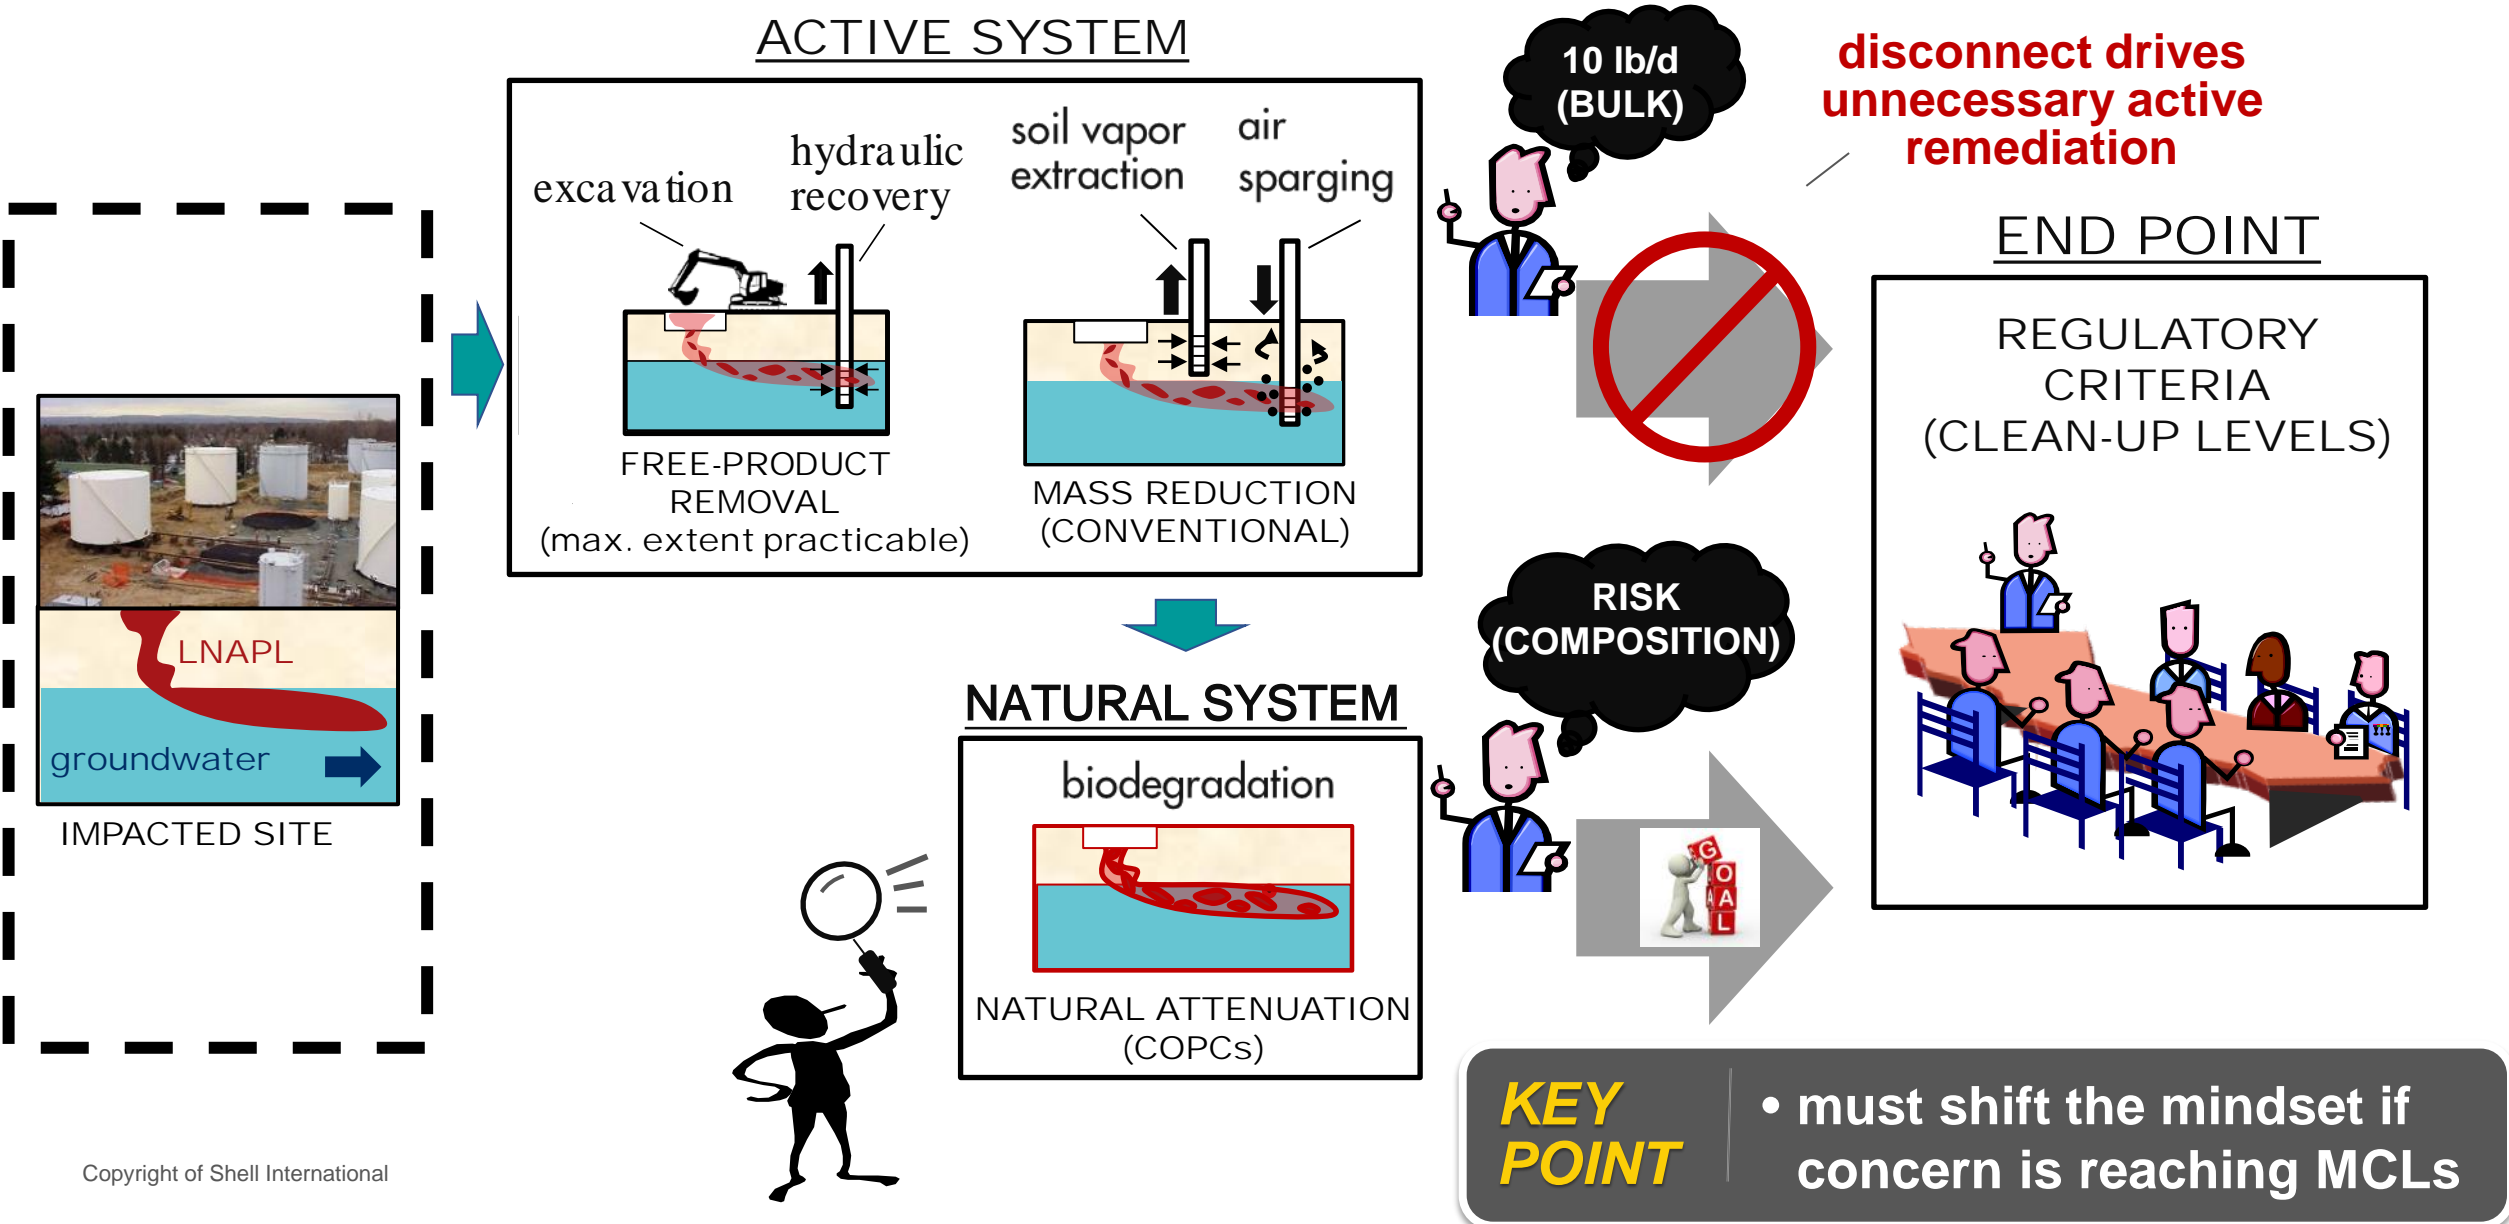 ACTIVE SYSTEM
excavation
hydraulic
recovery
soil vapor
extraction
air
sparging
FREE-PRODUCT
REMOVAL
(max. extent practicable)
MASS REDUCTION
(CONVENTIONAL)
10 lb/d
(BULK)
disconnect drives
unnecessary active
remediation
END POINT
REGULATORY
CRITERIA
(CLEAN-UP LEVELS)
LNAPL
groundwater
IMPACTED SITE
RISK
(COMPOSITION)
NATURAL SYSTEM
biodegradation
NATURAL ATTENUATION
(COPCs)
G
O
A
L
KEY
POINT
• must shift the mindset if
concern is reaching MCLs
Copyright of Shell International